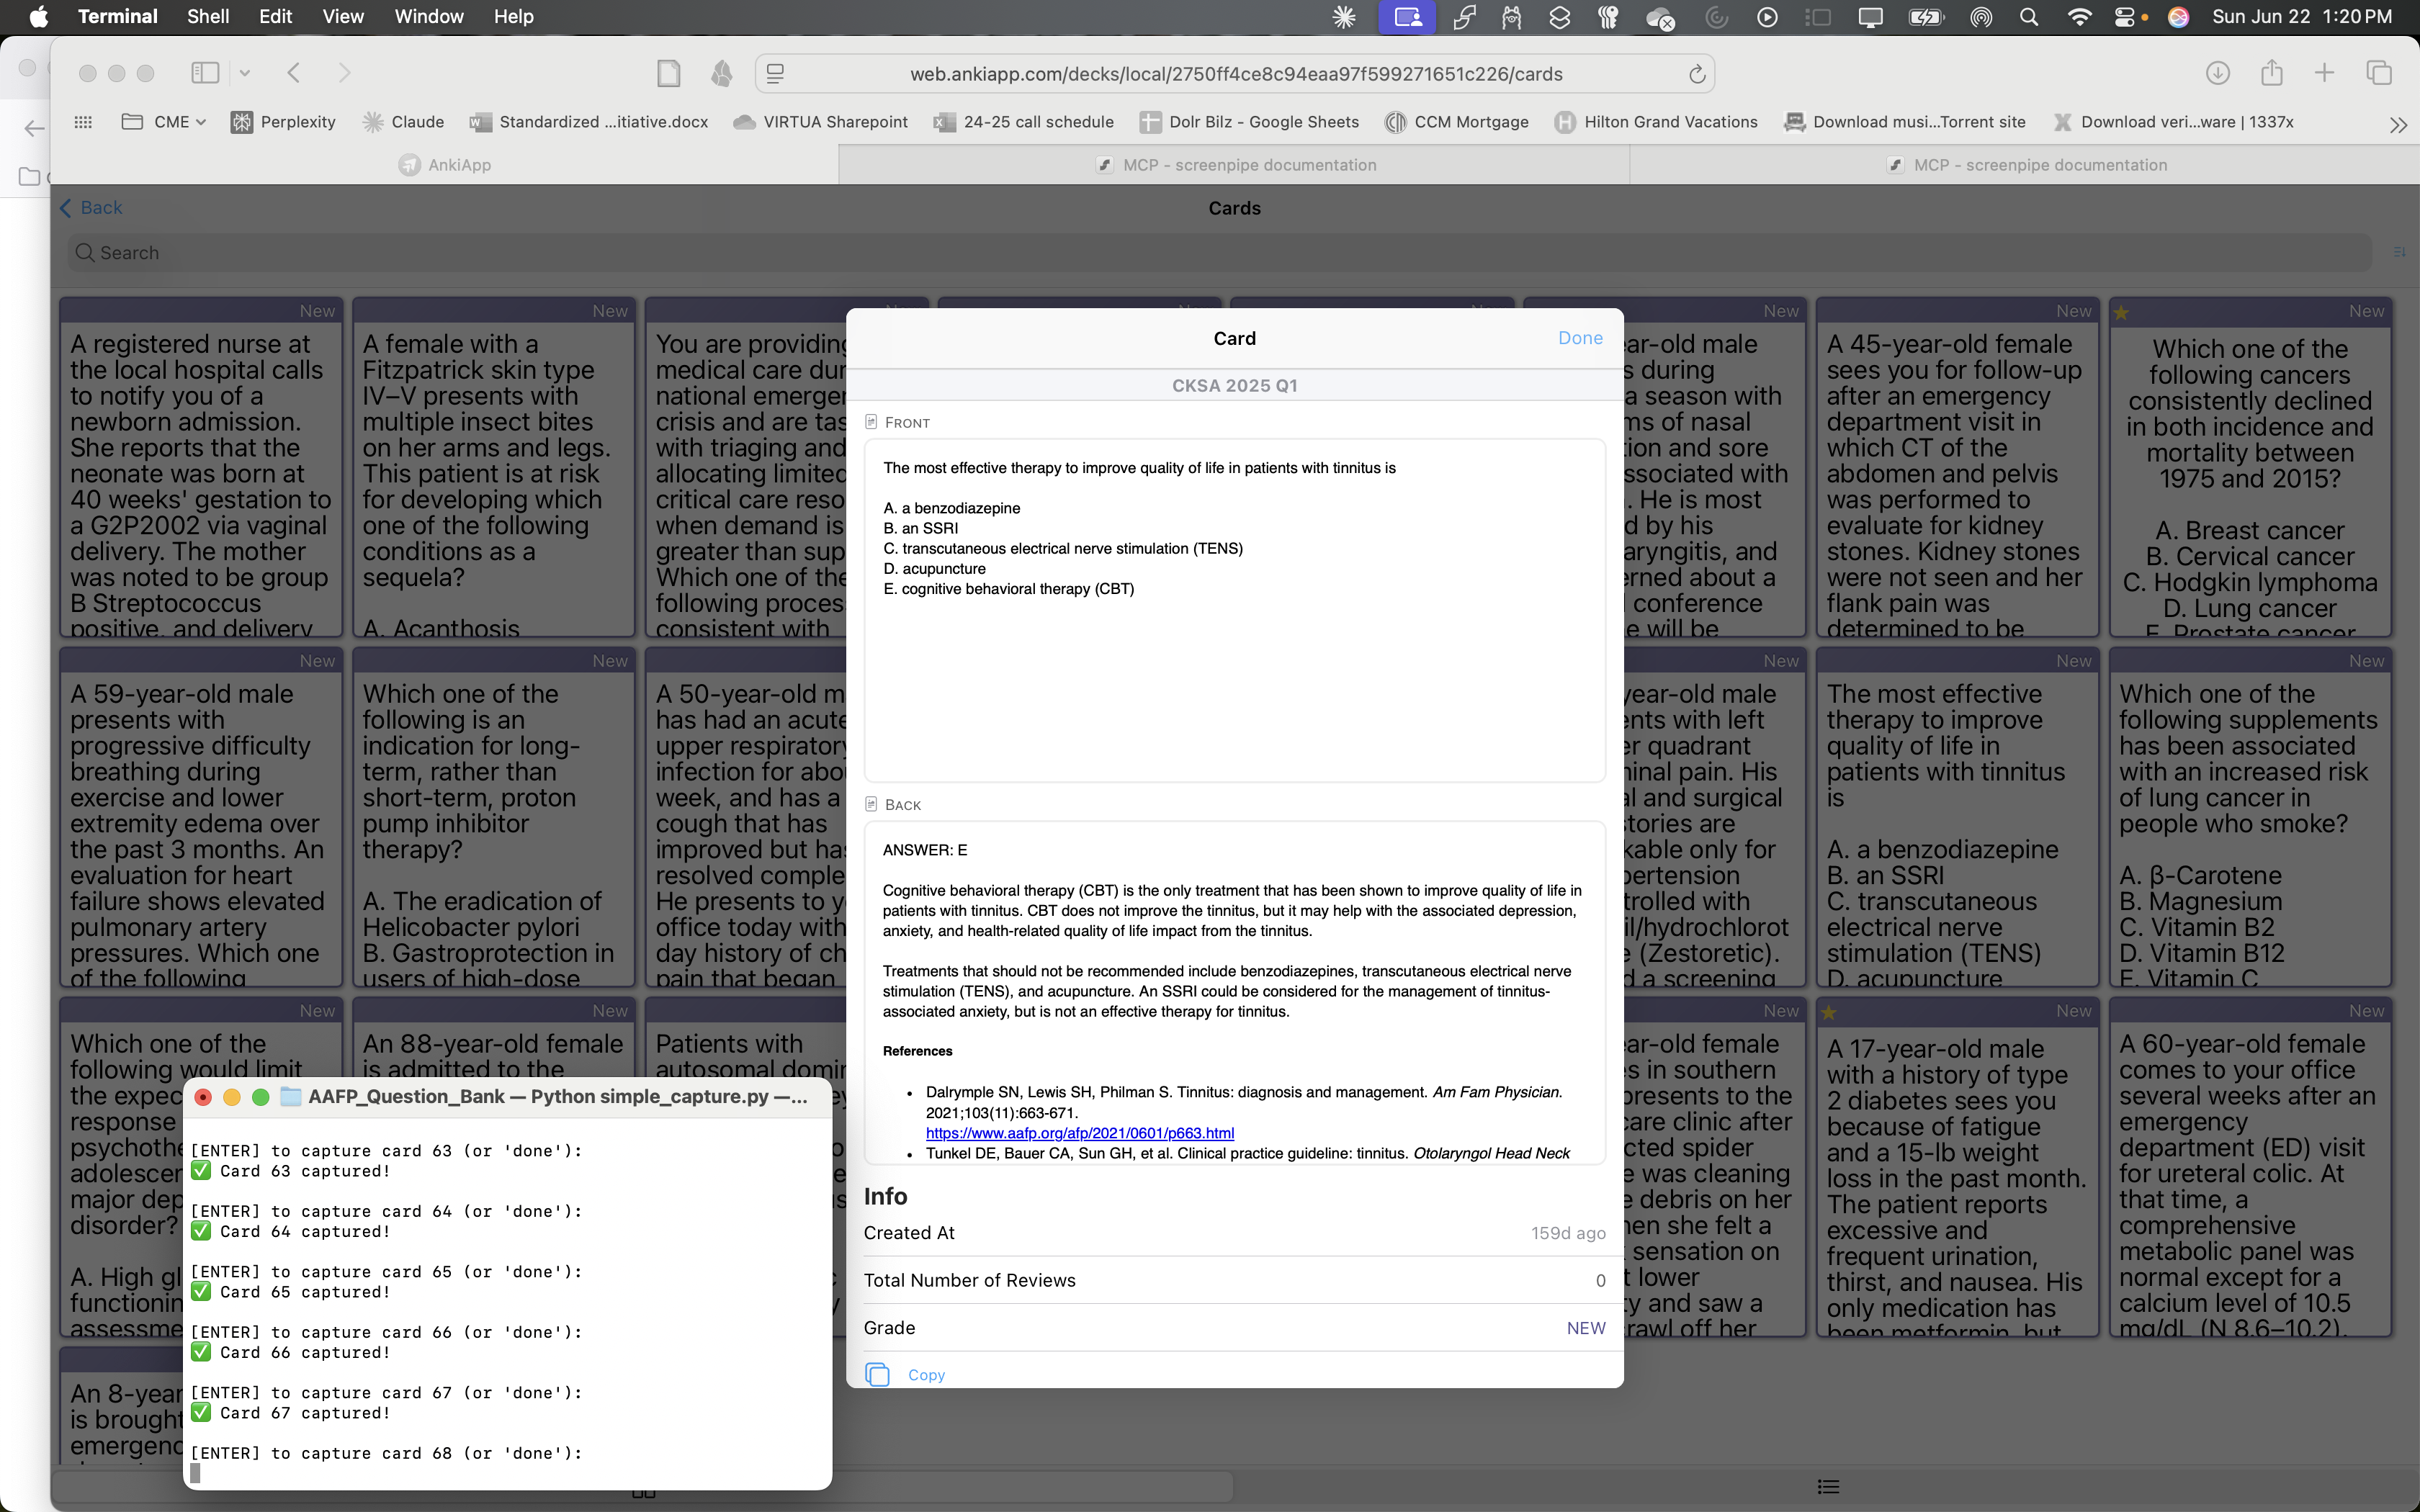 Terminal Shell Edit View Window Help Sun Jun 22 1:20 PM
web.ankiapp.com/decks/local/2750ff4ce8c94eaa97f599271651c226/cards
CME Perplexity Claude Standardized ...itiative.docx VIRTUA Sharepoint 24-25 call schedule Dolr Bilz - Google Sheets CCM Mortgage Hilton Grand Vacations Download musi...Torrent site Download veri...ware | 1337x
AnkiApp MCP - screenpipe documentation MCP - screenpipe documentation
Back Cards
Search
New
A registered nurse at
the local hospital calls
to notify you of a
newborn admission.
She reports that the
neonate was born at
40 weeks' gestation to
a G2P2002 via vaginal
delivery. The mother
was noted to be group
B Streptococcus
positive, and delivery
New
A female with a
Fitzpatrick skin type
IV–V presents with
multiple insect bites
on her arms and legs.
This patient is at risk
for developing which
one of the following
conditions as a
sequela?
A. Acanthosis
You are providing
medical care dur
national emerger
crisis and are tas
with triaging and
allocating limited
critical care reso
when demand is
greater than sup
Which one of the
following proces
consistent with
New
ar-old male
s during
a season with
ms of nasal
ion and sore
ssociated with
. He is most
d by his
aryngitis, and
erned about a
conference
e will be
New
A 45-year-old female
sees you for follow-up
after an emergency
department visit in
which CT of the
abdomen and pelvis
was performed to
evaluate for kidney
stones. Kidney stones
were not seen and her
flank pain was
determined to be
New
Which one of the
following cancers
consistently declined
in both incidence and
mortality between
1975 and 2015?
A. Breast cancer
B. Cervical cancer
C. Hodgkin lymphoma
D. Lung cancer
E. Prostate cancer
New
A 59-year-old male
presents with
progressive difficulty
breathing during
exercise and lower
extremity edema over
the past 3 months. An
evaluation for heart
failure shows elevated
pulmonary artery
pressures. Which one
of the following
New
Which one of the
following is an
indication for long-
term, rather than
short-term, proton
pump inhibitor
therapy?
A. The eradication of
Helicobacter pylori
B. Gastroprotection in
users of high-dose
A 50-year-old m
has had an acute
upper respiratory
infection for abo
week, and has a
cough that has
improved but ha
resolved comple
He presents to y
office today with
day history of ch
pain that began
New
year-old male
ents with left
er quadrant
inal pain. His
al and surgical
stories are
kable only for
pertension
trolled with
il/hydrochlorot
e (Zestoretic).
d a screening
New
The most effective
therapy to improve
quality of life in
patients with tinnitus
is
A. a benzodiazepine
B. an SSRI
C. transcutaneous
electrical nerve
stimulation (TENS)
D. acupuncture
New
Which one of the
following supplements
has been associated
with an increased risk
of lung cancer in
people who smoke?
A. β-Carotene
B. Magnesium
C. Vitamin B2
D. Vitamin B12
E. Vitamin C
New
Which one of the
following would limit
the expec
response
psychothe
adolescen
major dep
disorder?
A. High gl
functionin
assessme
New
An 88-year-old female
is admitted to the
Patients with
autosomal domi
New
ar-old female
s in southern
presents to the
care clinic after
cted spider
e was cleaning
e debris on her
hen she felt a
sensation on
t lower
y and saw a
rawl off her
New
A 17-year-old male
with a history of type
2 diabetes sees you
because of fatigue
and a 15-lb weight
loss in the past month.
The patient reports
excessive and
frequent urination,
thirst, and nausea. His
only medication has
been metformin, but
New
A 60-year-old female
comes to your office
several weeks after an
emergency
department (ED) visit
for ureteral colic. At
that time, a
comprehensive
metabolic panel was
normal except for a
calcium level of 10.5
mg/dL (N 8.6–10.2).
An 8-year
is brought
emergenc
Card Done
CKSA 2025 Q1
FRONT
The most effective therapy to improve quality of life in patients with tinnitus is
A. a benzodiazepine
B. an SSRI
C. transcutaneous electrical nerve stimulation (TENS)
D. acupuncture
E. cognitive behavioral therapy (CBT)
BACK
ANSWER: E
Cognitive behavioral therapy (CBT) is the only treatment that has been shown to improve quality of life in
patients with tinnitus. CBT does not improve the tinnitus, but it may help with the associated depression,
anxiety, and health-related quality of life impact from the tinnitus.
Treatments that should not be recommended include benzodiazepines, transcutaneous electrical nerve
stimulation (TENS), and acupuncture. An SSRI could be considered for the management of tinnitus-
associated anxiety, but is not an effective therapy for tinnitus.
References
• Dalrymple SN, Lewis SH, Philman S. Tinnitus: diagnosis and management. Am Fam Physician.
2021;103(11):663-671.
https://www.aafp.org/afp/2021/0601/p663.html
• Tunkel DE, Bauer CA, Sun GH, et al. Clinical practice guideline: tinnitus. Otolaryngol Head Neck
Info
Created At 159d ago
Total Number of Reviews 0
Grade NEW
Copy
AAFP_Question_Bank — Python simple_capture.py —...
[ENTER] to capture card 63 (or 'done'):
✅ Card 63 captured!
[ENTER] to capture card 64 (or 'done'):
✅ Card 64 captured!
[ENTER] to capture card 65 (or 'done'):
✅ Card 65 captured!
[ENTER] to capture card 66 (or 'done'):
✅ Card 66 captured!
[ENTER] to capture card 67 (or 'done'):
✅ Card 67 captured!
[ENTER] to capture card 68 (or 'done'):